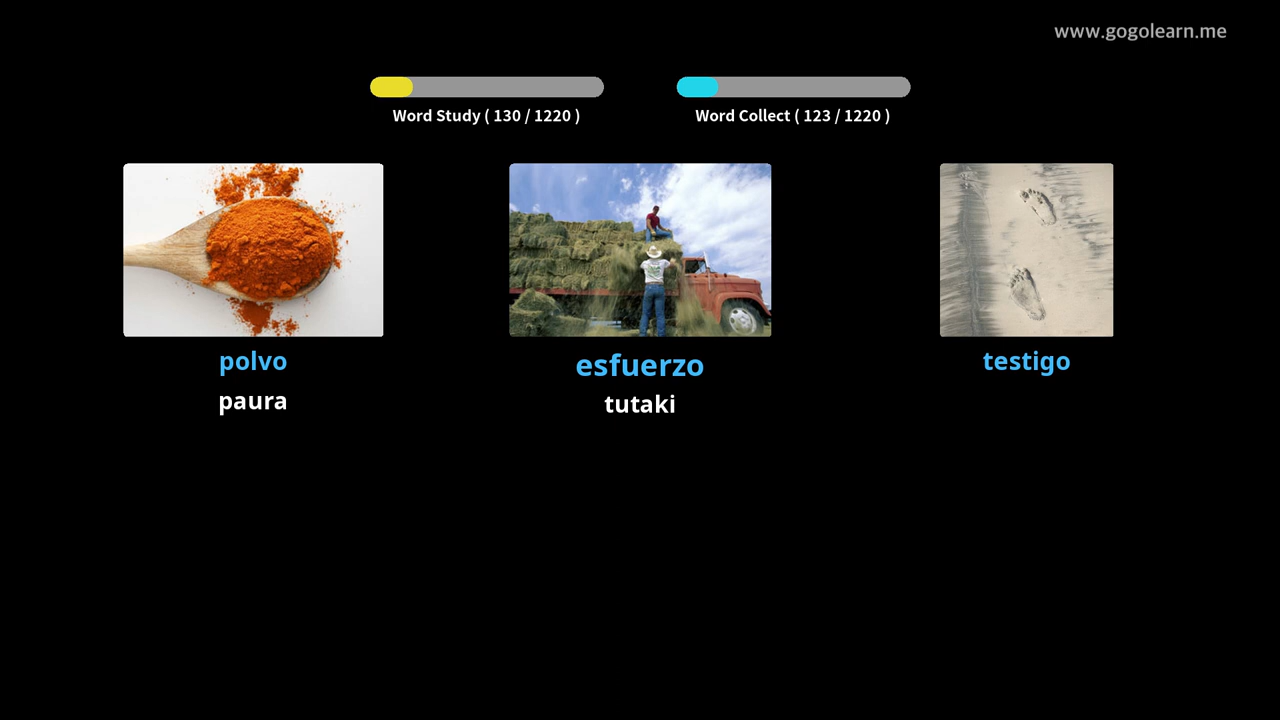 www.gogolearn.me
Word Study ( 130 / 1220 )
Word Collect ( 123 / 1220 )
polvo
paura
esfuerzo
tutaki
testigo